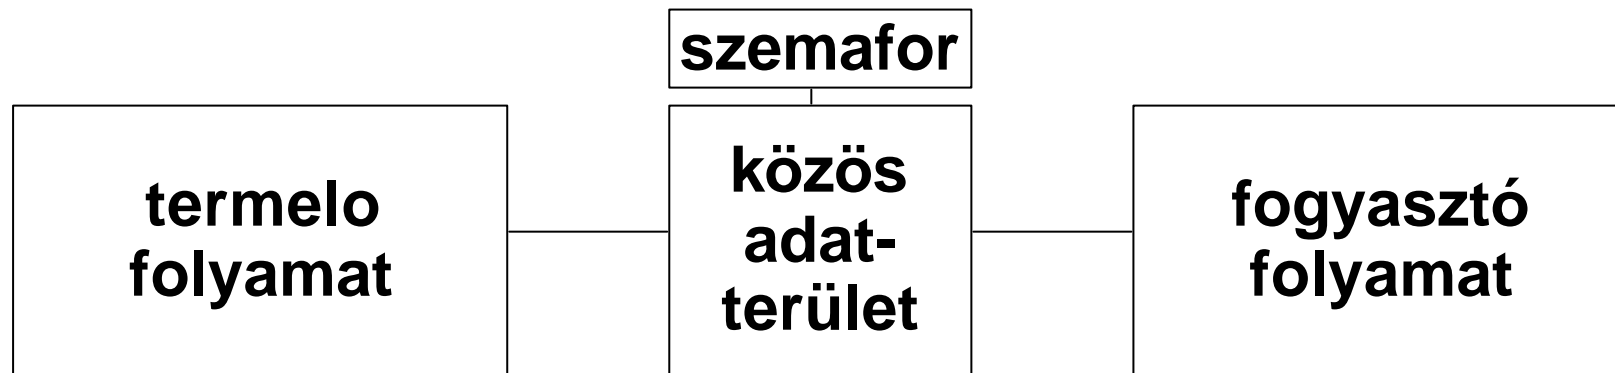 szemafor
termelo
folyamat
közös
adat-
terület
fogyasztó
folyamat